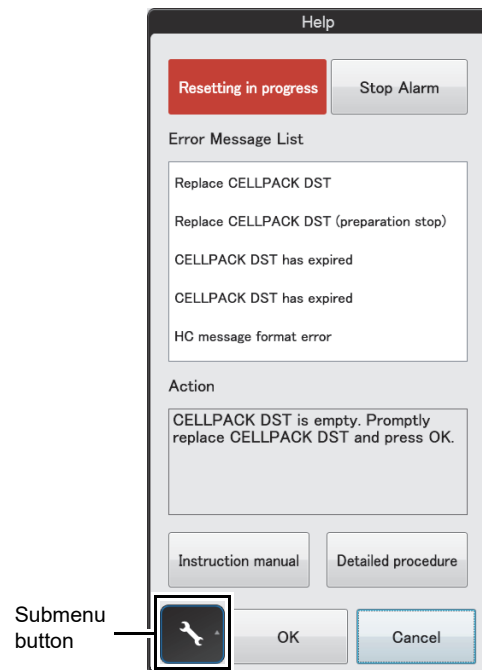 Help
Resetting in progress
Stop Alarm
Error Message List
Replace CELLPACK DST
Replace CELLPACK DST (preparation stop)
CELLPACK DST has expired
CELLPACK DST has expired
HC message format error
Action
CELLPACK DST is empty. Promptly
replace CELLPACK DST and press OK.
Instruction manual
Detailed procedure
Submenu
button
OK
Cancel